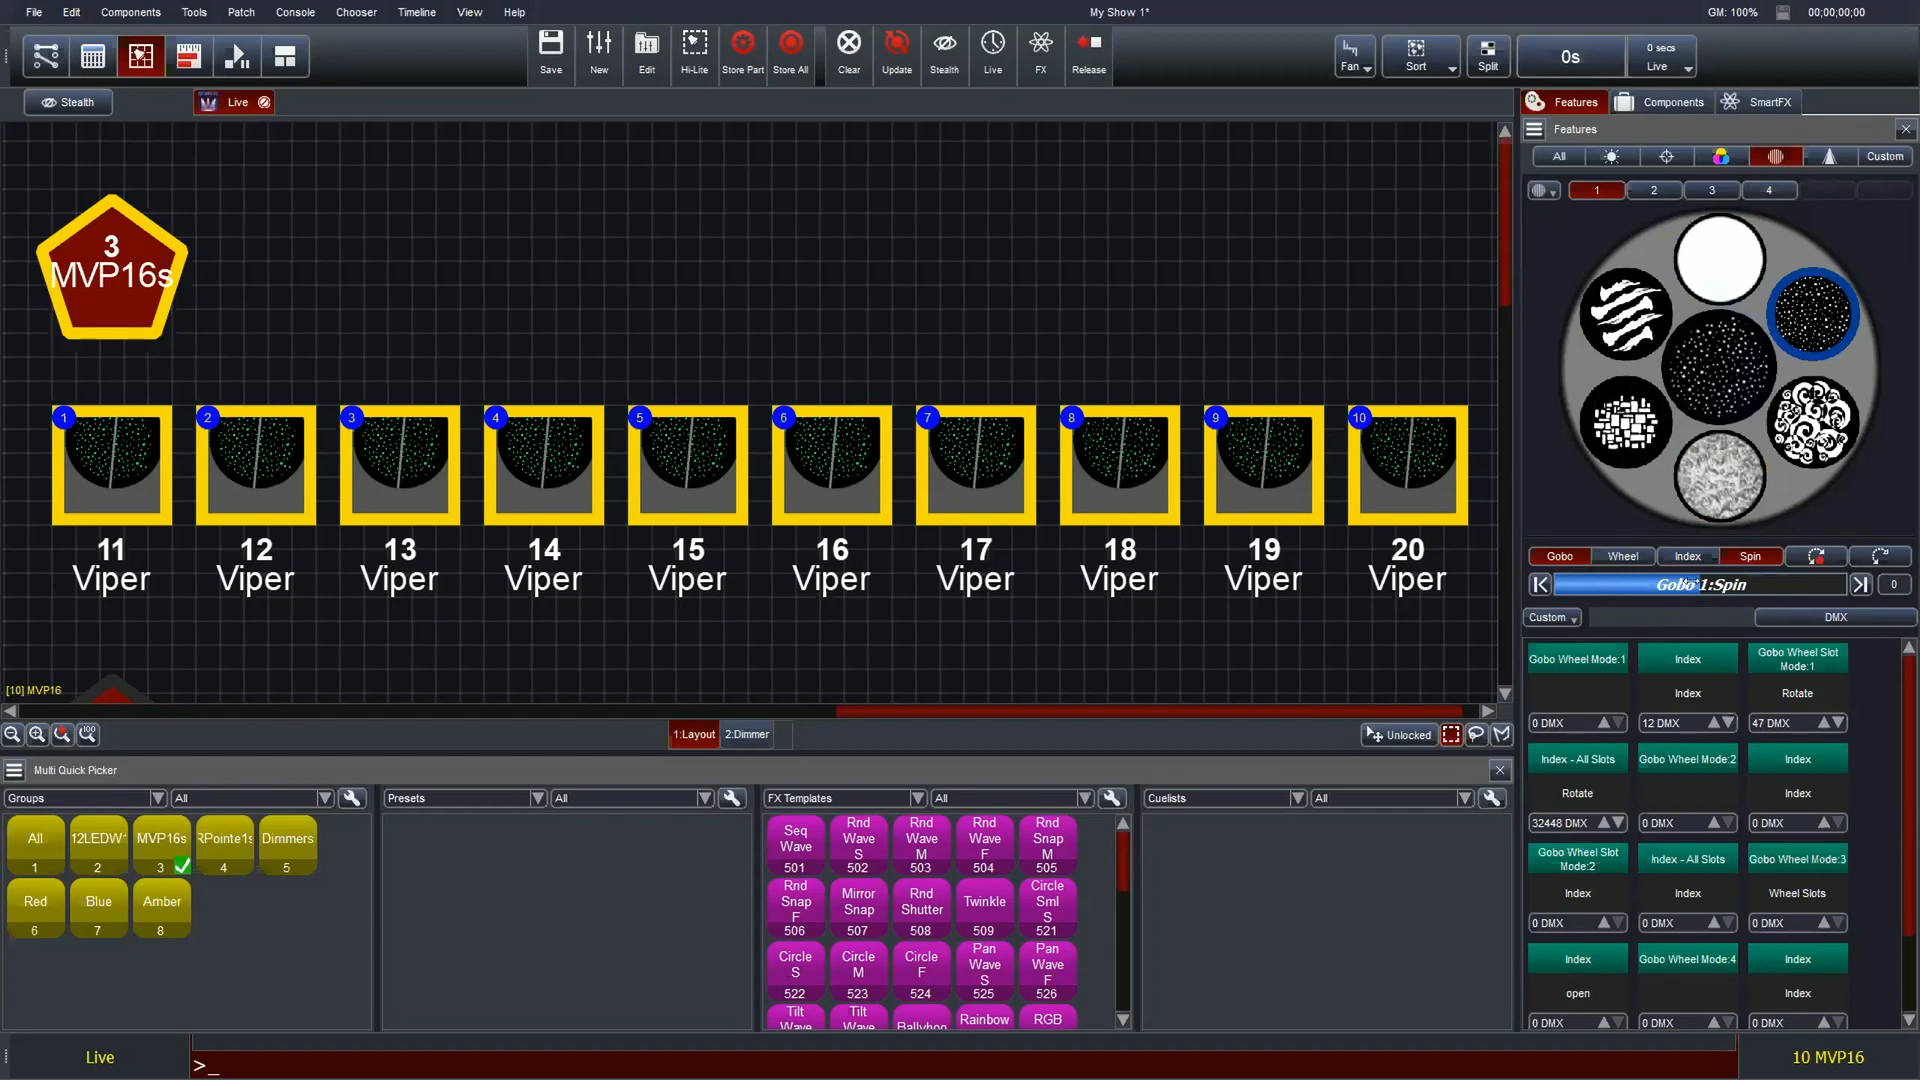 File Edit Components Tools Patch Console Chooser Timeline View Help
My Show 1*
GM: 100%
00;00;00;00
Save New Edit Hi-Lite Store Part Store All Clear Update Stealth Live FX Release
Fan Sort Split
0s
0 secs
Live
Stealth
Live
Features Components SmartFX
Features
All
Custom
1 2 3 4
3
MVP16s
1 2 3 4 5 6 7 8 9 10
11 12 13 14 15 16 17 18 19 20
Viper Viper Viper Viper Viper Viper Viper Viper Viper Viper
[10] MVP16
Gobo Wheel Index Spin
Gobo 1:Spin
0
Custom
DMX
Gobo Wheel Mode:1
Index
Gobo Wheel Slot
Mode:1
Index
Rotate
0 DMX
12 DMX
47 DMX
Index - All Slots
Gobo Wheel Mode:2
Index
Rotate
Index
32448 DMX
0 DMX
0 DMX
Gobo Wheel Slot
Mode:2
Index - All Slots
Gobo Wheel Mode:3
Index
Index
Wheel Slots
0 DMX
0 DMX
0 DMX
Index
Gobo Wheel Mode:4
Index
open
Index
0 DMX
0 DMX
0 DMX
100
1:Layout 2:Dimmer
Unlocked
Multi Quick Picker
Groups All
Presets All
FX Templates All
Cuelists All
All
1
12LEDW
2
MVP16s
3
RPointe1s
4
Dimmers
5
Red
6
Blue
7
Amber
8
Seq
Wave
501
Rnd
Wave
S
502
Rnd
Wave
M
503
Rnd
Wave
F
504
Rnd
Snap
M
505
Rnd
Snap
F
506
Mirror
Snap
507
Rnd
Shutter
508
Twinkle
509
Circle
Sml
S
521
Circle
S
522
Circle
M
523
Circle
F
524
Pan
Wave
S
525
Pan
Wave
F
526
Tilt
Wave
Tilt
Wave
Ballyhoo
Rainbow
RGB
Live
>_
10 MVP16